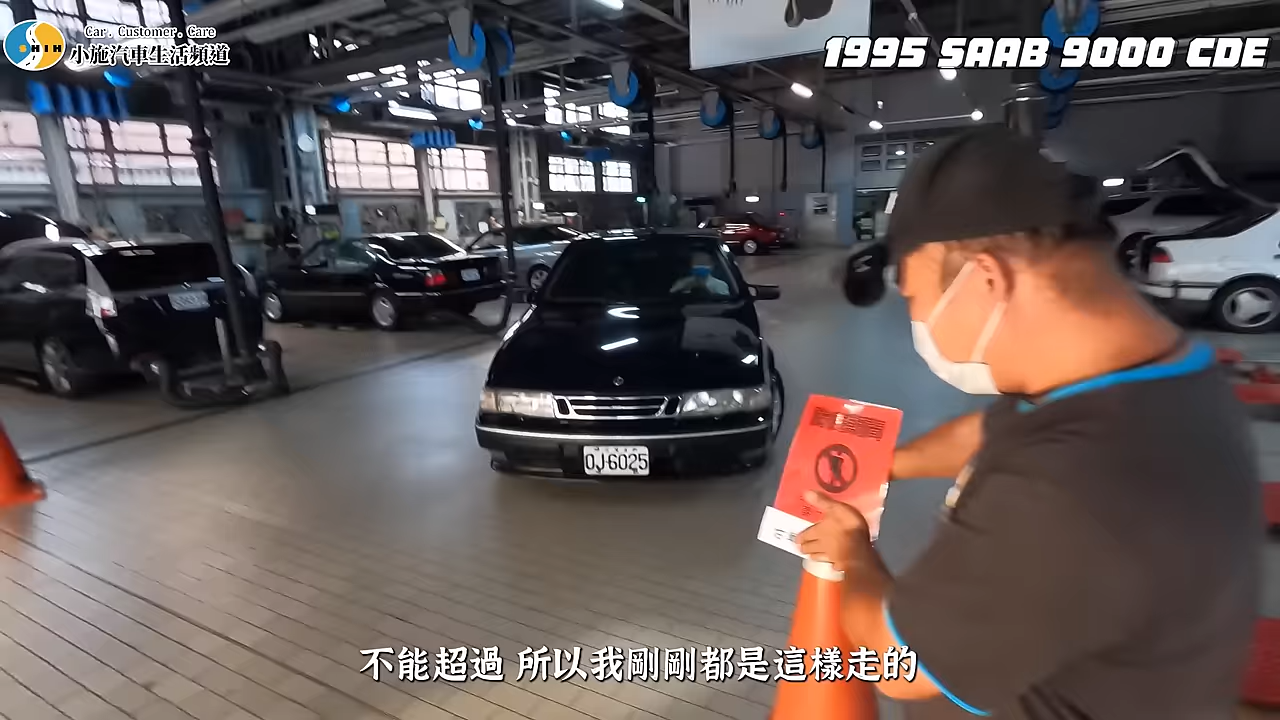 Car. Customer. Care
SHIH
小施汽車生活頻道
1995 SAAB 9000 CDE
OJ-6025
不能超過 所以我剛剛都是這樣走的